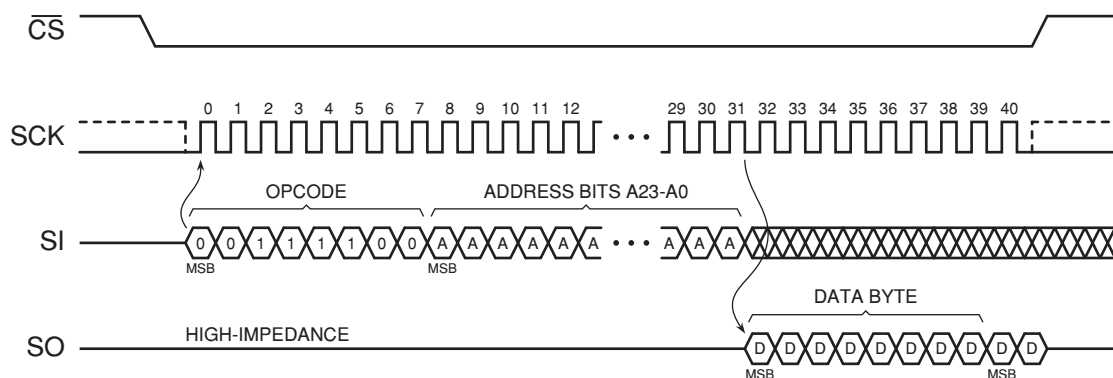 CS
0 1 2 3 4 5 6 7 8 9 10 11 12 29 30 31 32 33 34 35 36 37 38 39 40
SCK
OPCODE ADDRESS BITS A23-A0
SI 0 0 1 1 1 1 0 0 A A A A A A A A A
MSB MSB
DATA BYTE
HIGH-IMPEDANCE
SO D D D D D D D D D D
MSB MSB